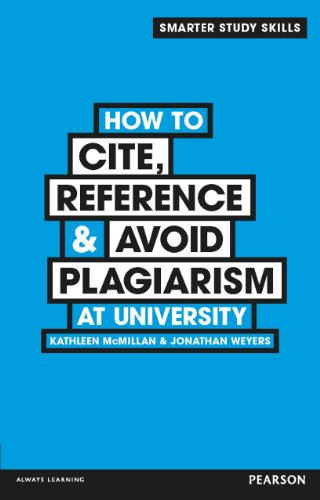 SMARTER STUDY SKILLS
HOW TO
CITE,
REFERENCE
& AVOID
PLAGIARISM
AT UNIVERSITY
KATHLEEN McMILLAN & JONATHAN WEYERS
ALWAYS LEARNING
PEARSON